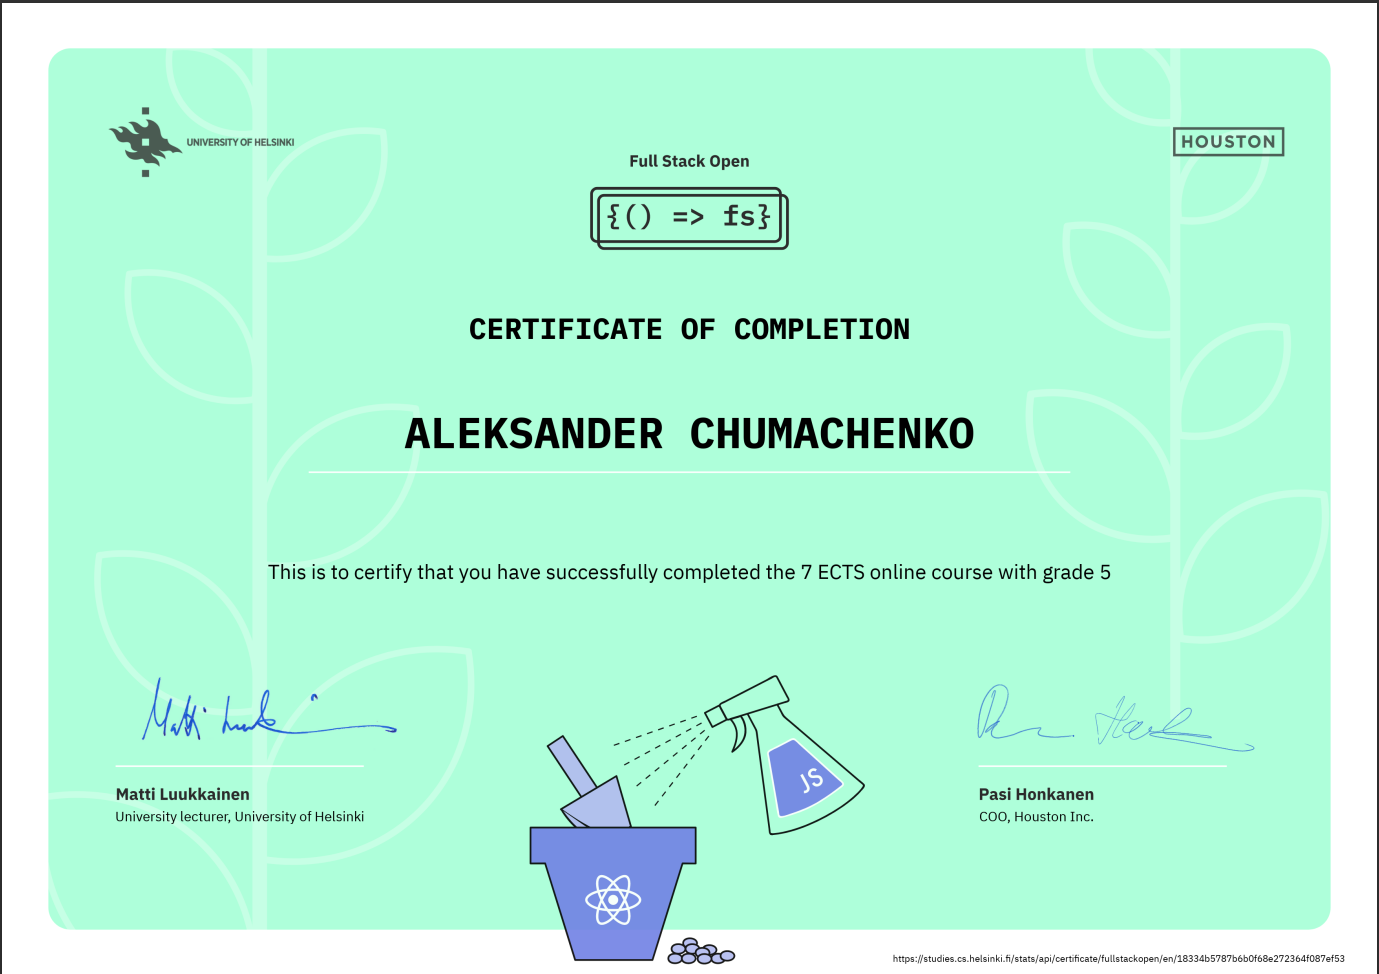 UNIVERSITY OF HELSINKI
HOUSTON
Full Stack Open
{() => fs}
CERTIFICATE OF COMPLETION
ALEKSANDER CHUMACHENKO
This is to certify that you have successfully completed the 7 ECTS online course with grade 5
JS
Matti Luukkainen
University lecturer, University of Helsinki
Pasi Honkanen
COO, Houston Inc.
https://studies.cs.helsinki.fi/stats/api/certificate/fullstackopen/en/18334b5787b6b0f68e272364f087ef53